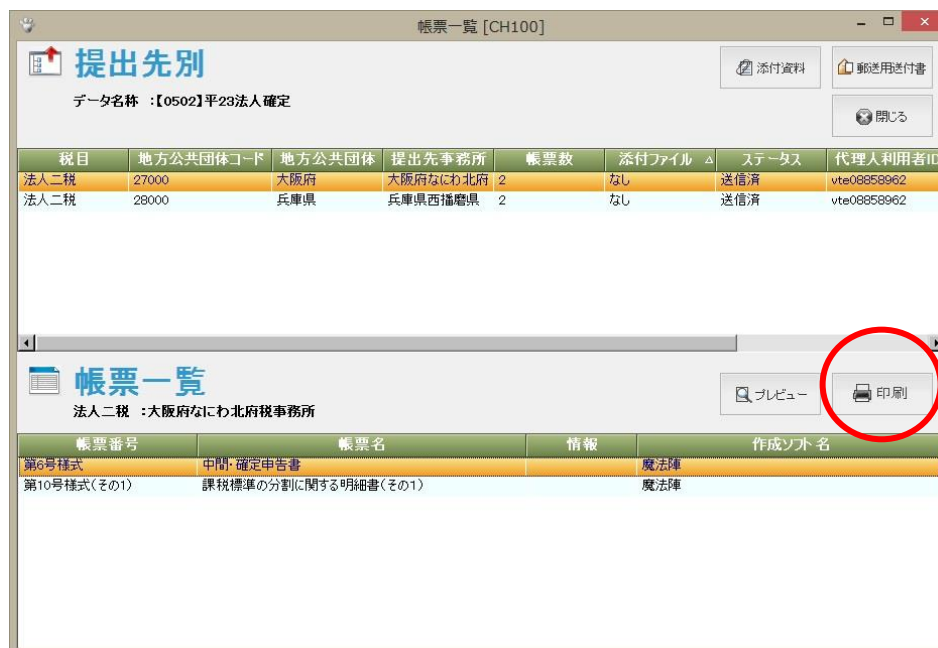 帳票一覧 [CH100]
提出先別
添付資料
郵送用送付書
データ名称 :【0502】平23法人確定
閉じる
税目 地方公共団体コード 地方公共団体 提出先事務所 帳票数 添付ファイル △ ステータス 代理人利用者ID
法人二税 27000 大阪府 大阪府なにわ北府 2 なし 送信済 vte08858962
法人二税 28000 兵庫県 兵庫県西播磨県 2 なし 送信済 vte08858962
帳票一覧
プレビュー
印刷
法人二税 :大阪府なにわ北府税事務所
帳票番号 帳票名 情報 作成ソフト名
第6号様式 中間・確定申告書 魔法陣
第10号様式(その1) 課税標準の分割に関する明細書(その1) 魔法陣